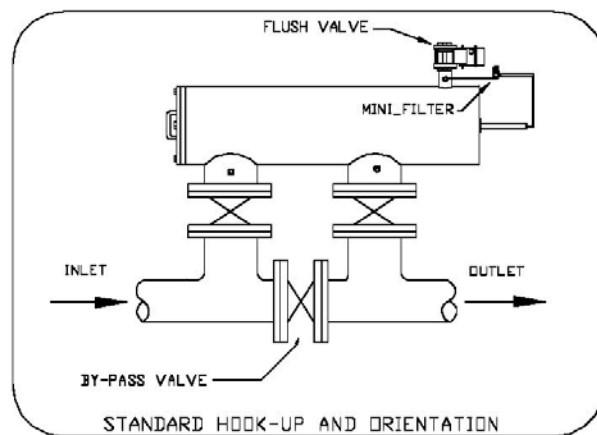 FLUSH VALVE
MINI_FILTER
INLET
OUTLET
BY-PASS VALVE
STANDARD HOOK-UP AND ORIENTATION